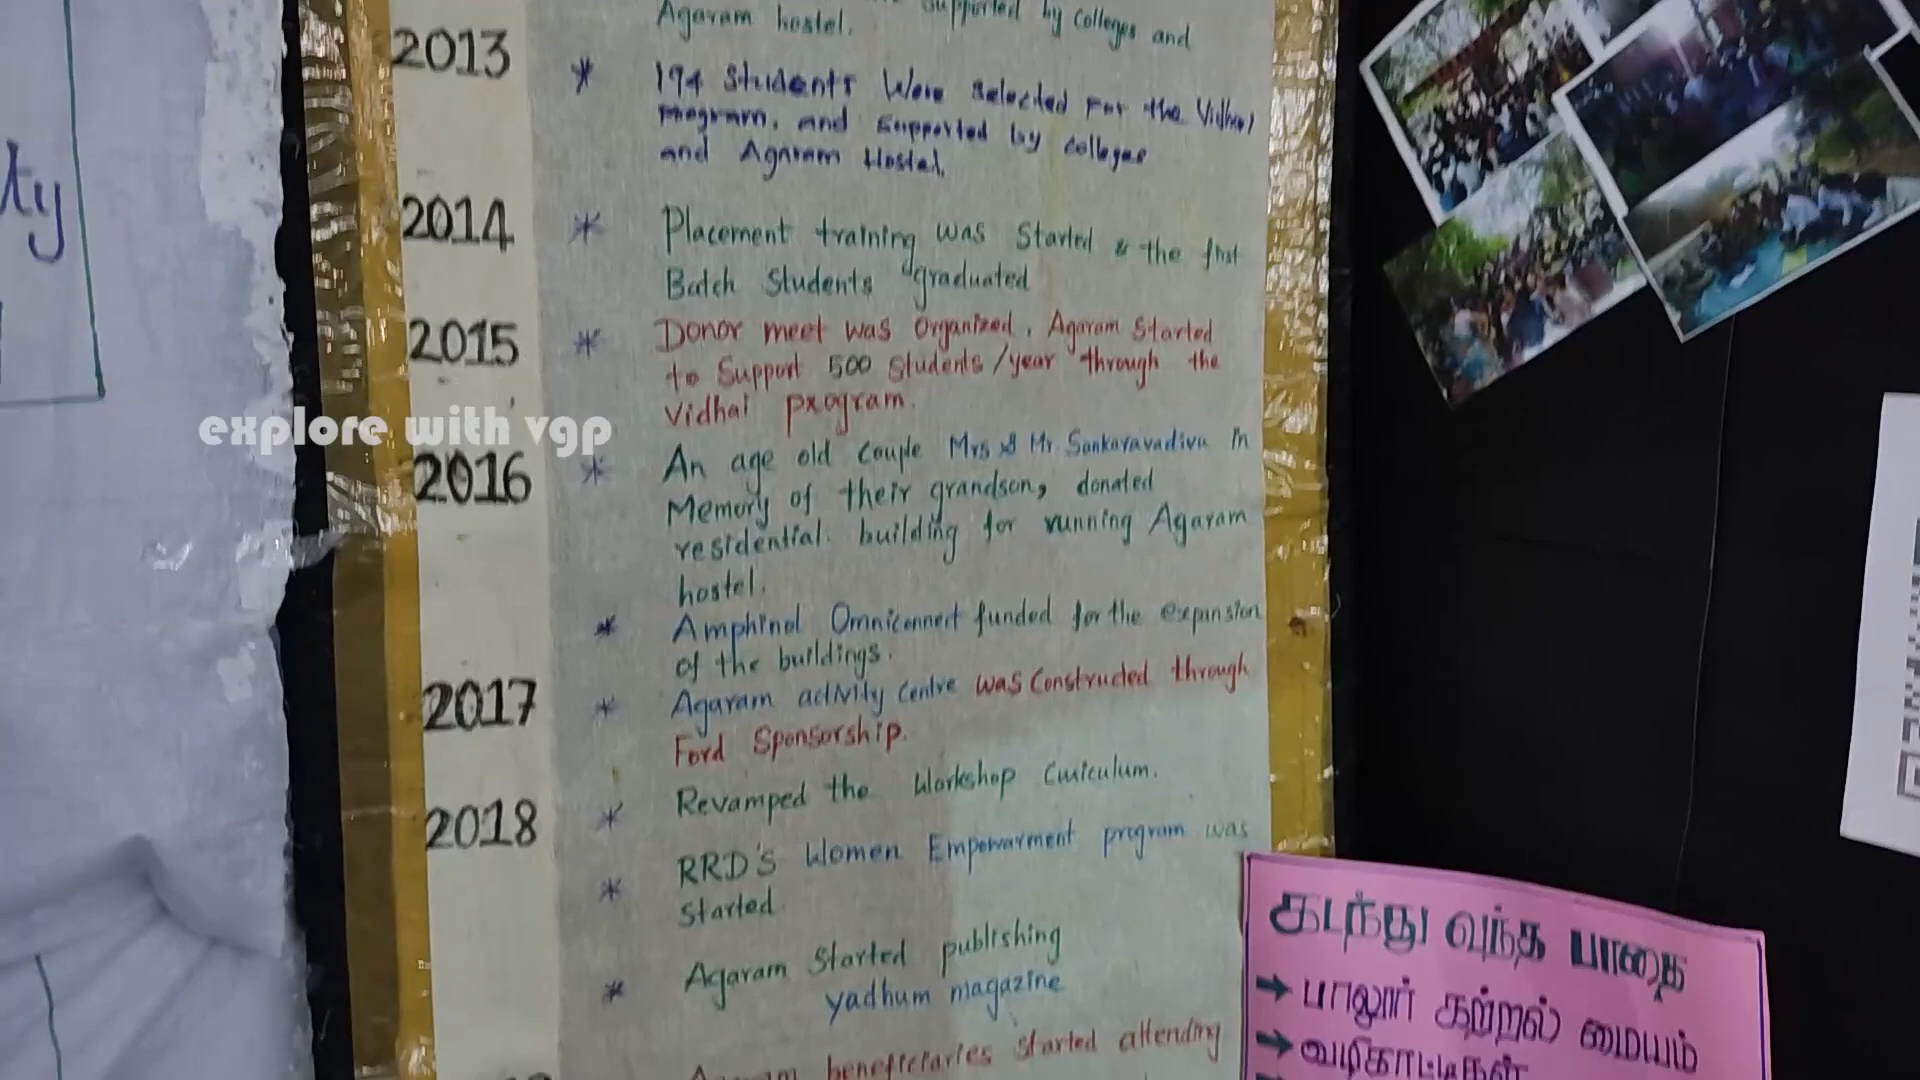 ty
Supported by Colleges and
Agaram hostel.
2013
* 194 Students Were Selected For the Vidhai
Program, and Supported by Colleges
and Agaram Hostel.
2014
* Placement training was Started & the first
Batch Students graduated
2015
* Donor meet was Organized. Agaram Started
to Support 500 Students/year through the
Vidhai program.
explore with vgp
2016
* An age old Couple Mrs & Mr. Sankaravadivu In
Memory of their grandson, donated
residential building for running Agaram
hostel.
* Amphinol Omniconnect funded for the expansion
of the buildings.
2017
* Agaram activity Centre was Constructed through
Ford Sponsorship.
2018
* Revamped the Workshop Cuiculum.
* RRD's Women Empowarment program was
Started
* Agaram Started publishing
yadhum magazine
beneficiaries started attending
கடந்து வந்த பாதை
→ பாலூர் கற்றல் மையம்
→ வழிகாட்டிகள்